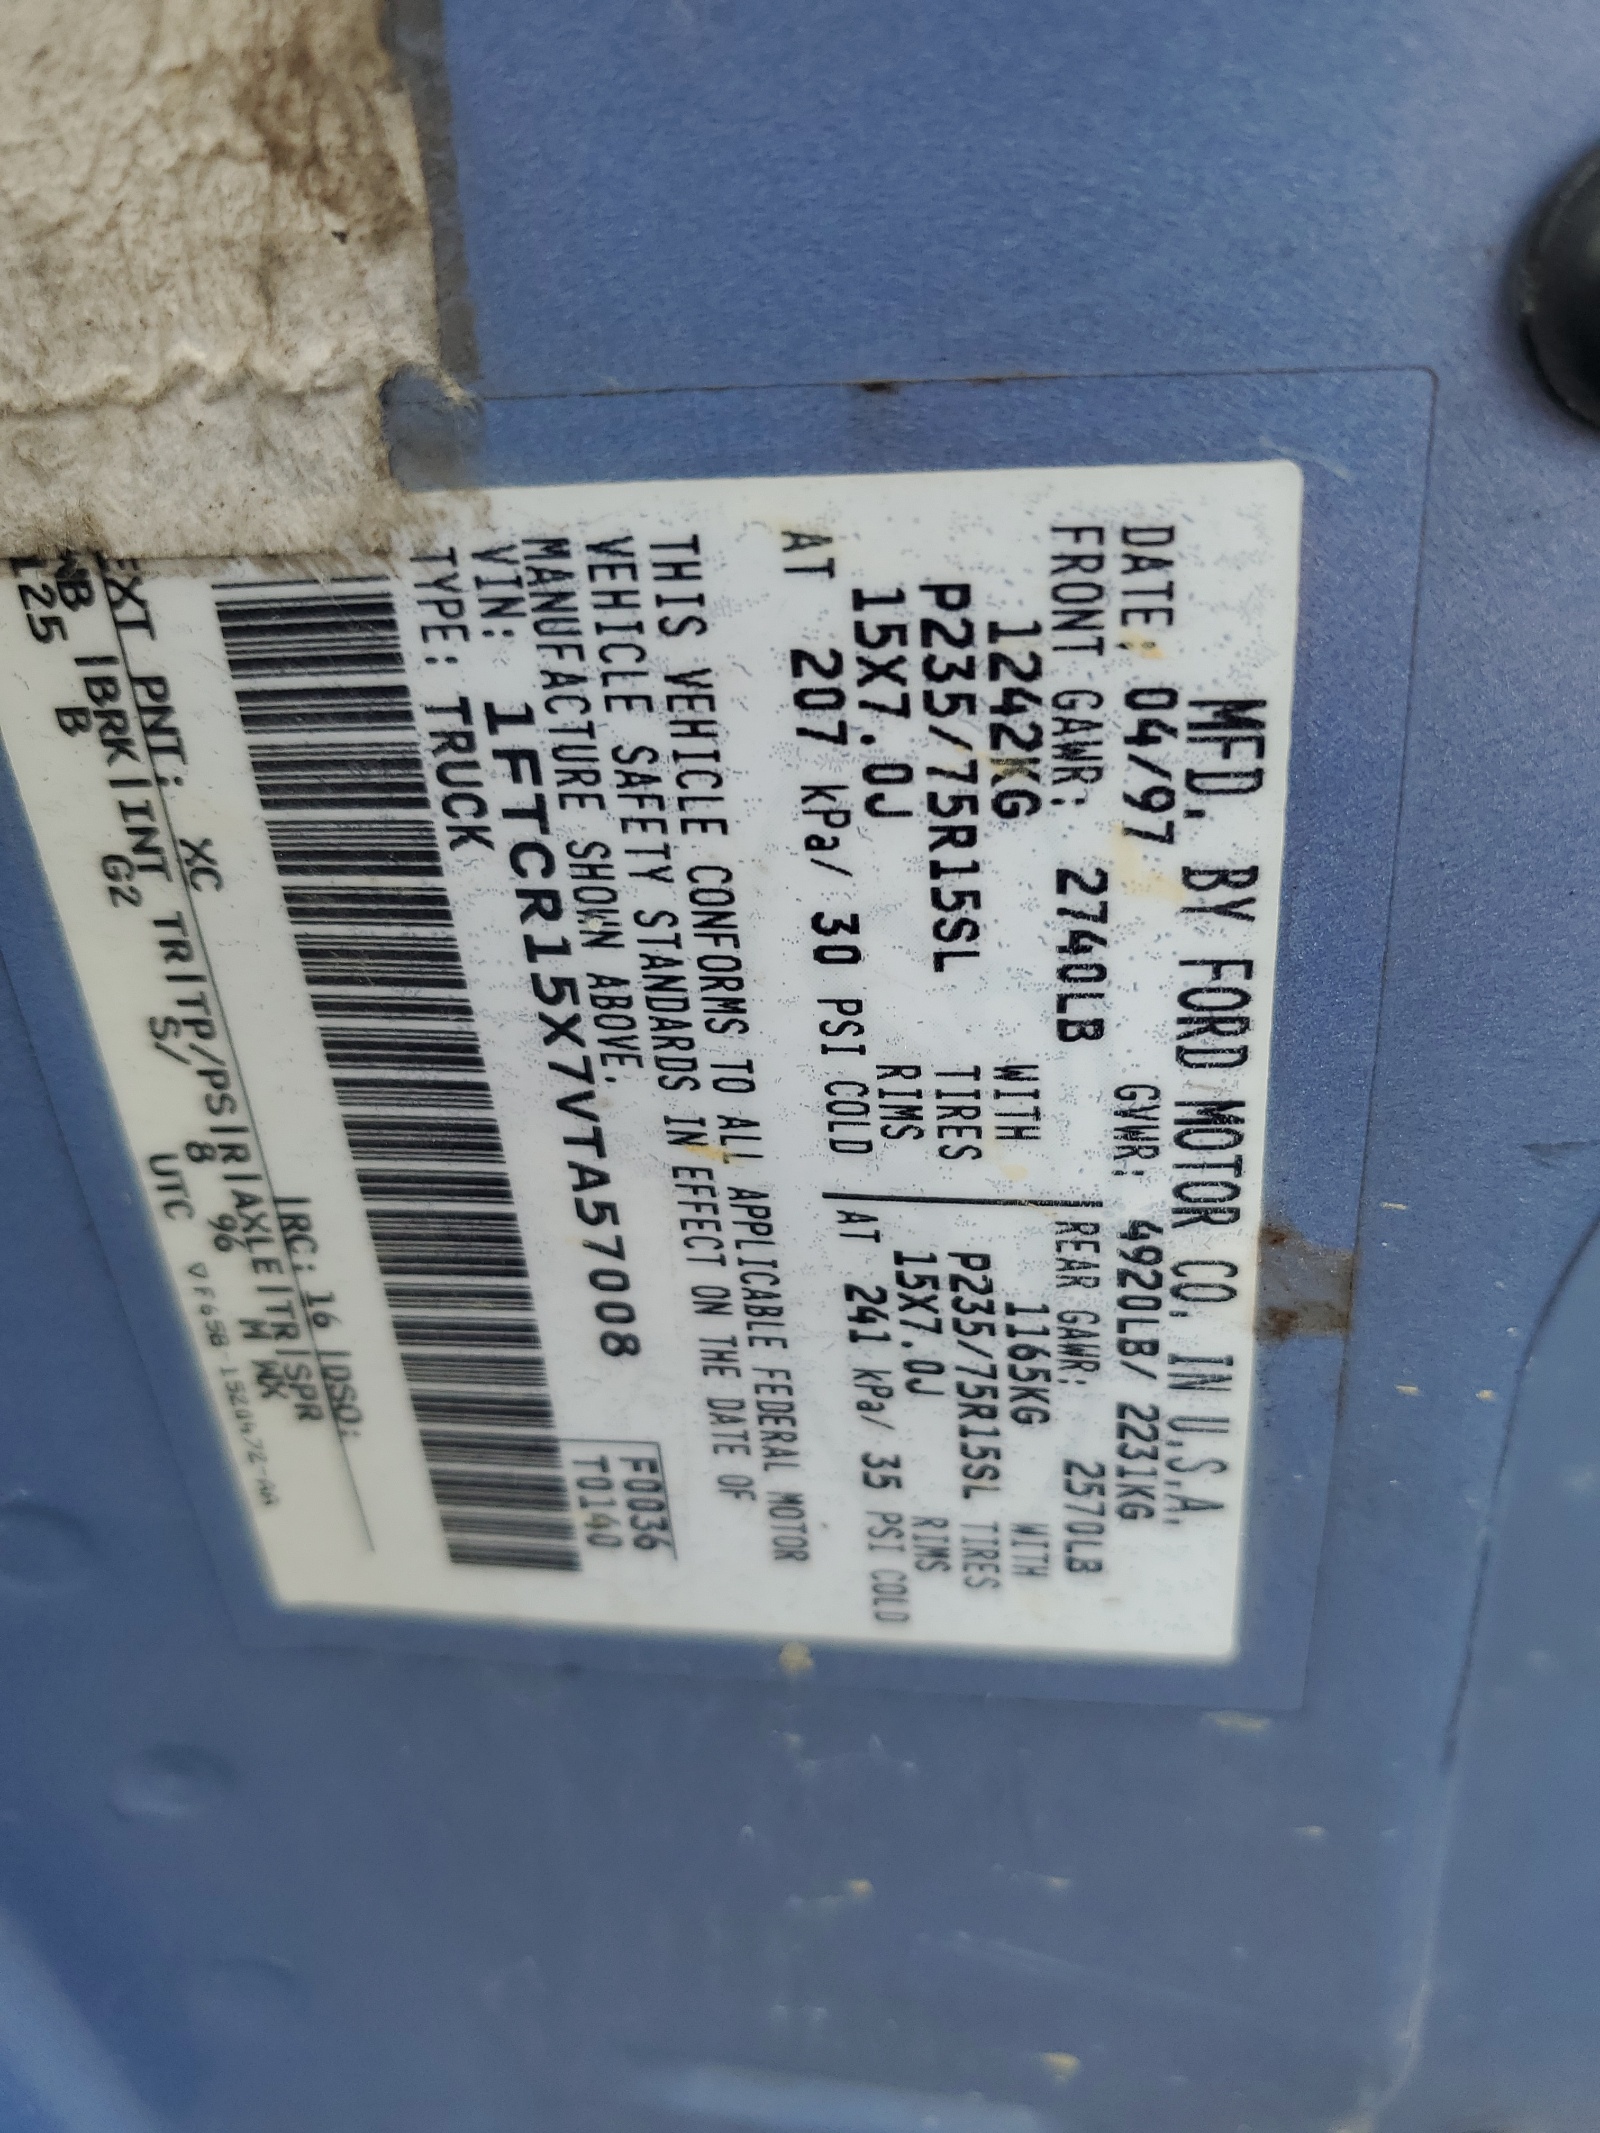 MFD. BY FORD MOTOR CO. IN U.S.A.
DATE: 04/97 GVWR: 4920LB/ 2231KG
FRONT GAWR: 2740LB REAR GAWR: 2570LB
1242KG WITH 1165KG WITH
P235/75R15SL TIRES P235/75R15SL TIRES
15X7.0J RIMS 15X7.0J RIMS
AT 207 kPa/ 30 PSI COLD AT 241 kPa/ 35 PSI COLD
THIS VEHICLE CONFORMS TO ALL APPLICABLE FEDERAL MOTOR
VEHICLE SAFETY STANDARDS IN EFFECT ON THE DATE OF
MANUFACTURE SHOWN ABOVE.
VIN: 1FTCR15X7VTA57008 F0036
TYPE: TRUCK T0140
EXT PNT: XC RC: 16 DSO:
WB BRK INT TR TP/PS R AXLE TR SPR
125 B G2 S/ 8 96 M WX
UTC VF65B-1520472-AA